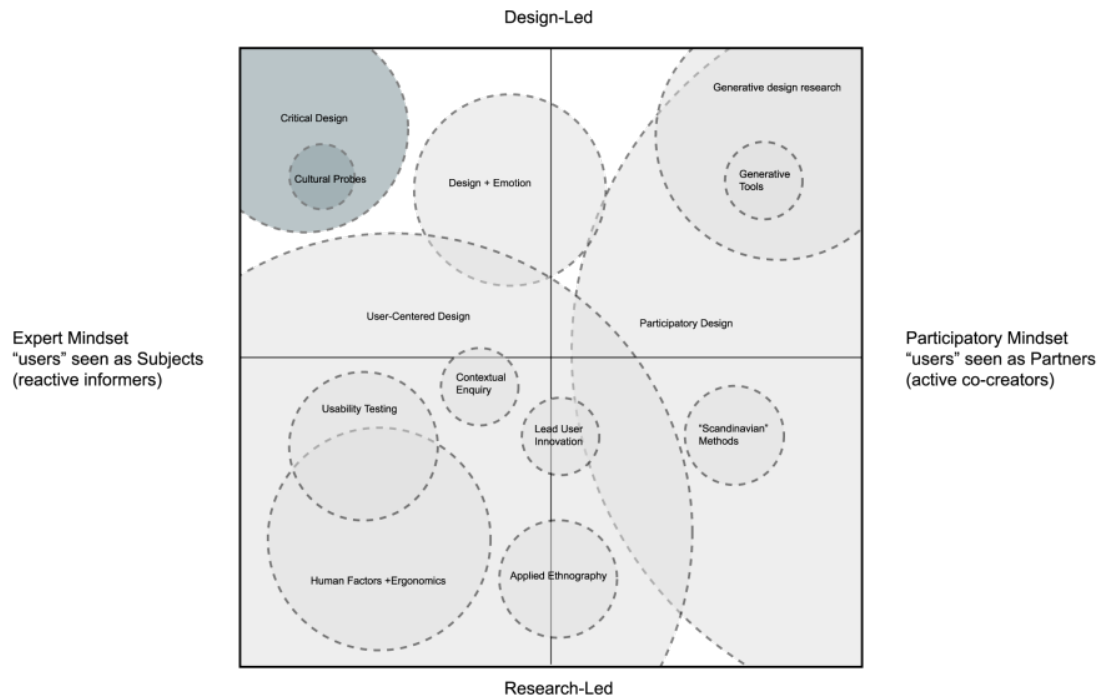 Design-Led
Generative design research
Critical Design
Cultural Probes
Design + Emotion
Generative
Tools
User-Centered Design
Participatory Design
Expert Mindset
“users” seen as Subjects
(reactive informers)
Participatory Mindset
“users” seen as Partners
(active co-creators)
Contextual
Enquiry
Usability Testing
Lead User
Innovation
“Scandinavian”
Methods
Human Factors +Ergonomics
Applied Ethnography
Research-Led